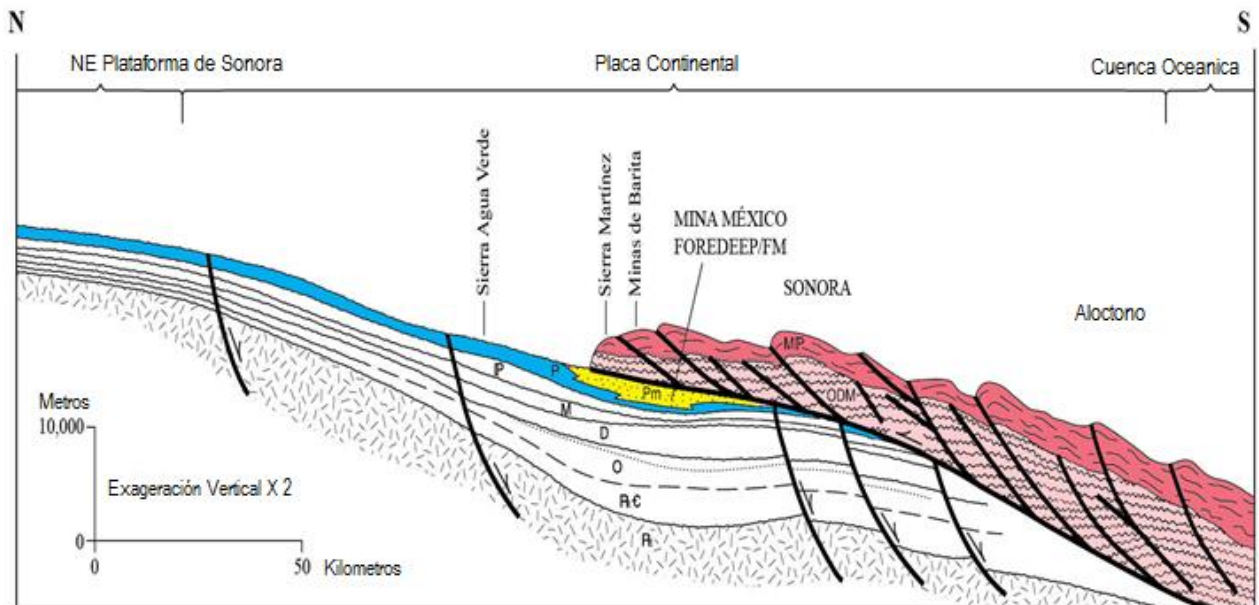 N
S
NE Plataforma de Sonora
Placa Continental
Cuenca Oceanica
Sierra Agua Verde
Sierra Martínez
Minas de Barita
MINA MÉXICO
FOREDEEP/FM
SONORA
Aloctono
MP
P
ℙ
Pm
ODM
M
D
O
Metros
10,000
Exageración Vertical X 2
0
0
50
Kilometros